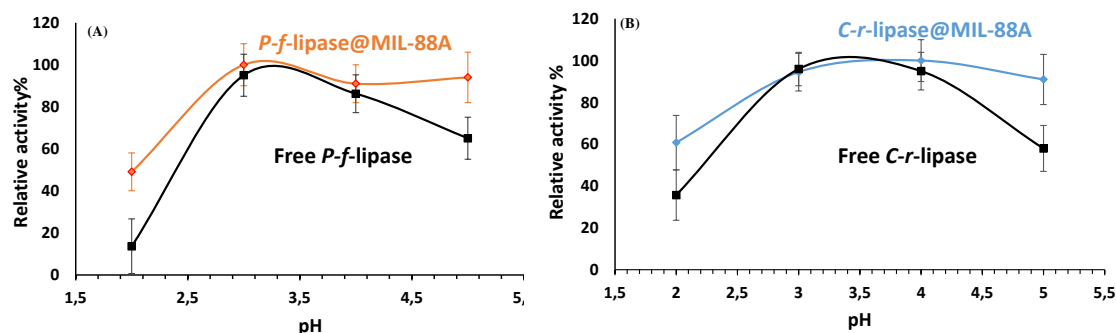 (A)
P-f-lipase@MIL-88A
Free P-f-lipase
Relative activity%
120
100
80
60
40
20
0
1,5 2,5 3,5 4,5 5,
pH
(B)
C-r-lipase@MIL-88A
Free C-r-lipase
Relative activity %
120
100
80
60
40
20
0
1,5 2 2,5 3 3,5 4 4,5 5 5,5
pH